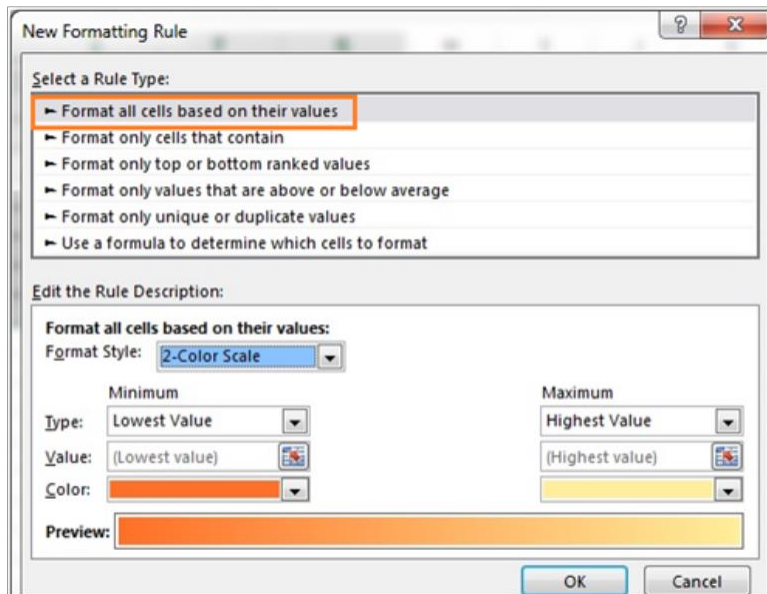 New Formatting Rule
Select a Rule Type:
► Format all cells based on their values
► Format only cells that contain
► Format only top or bottom ranked values
► Format only values that are above or below average
► Format only unique or duplicate values
► Use a formula to determine which cells to format
Edit the Rule Description:
Format all cells based on their values:
Format Style: 2-Color Scale
Minimum Maximum
Type: Lowest Value Highest Value
Value: (Lowest value) (Highest value)
Color:
Preview:
OK Cancel